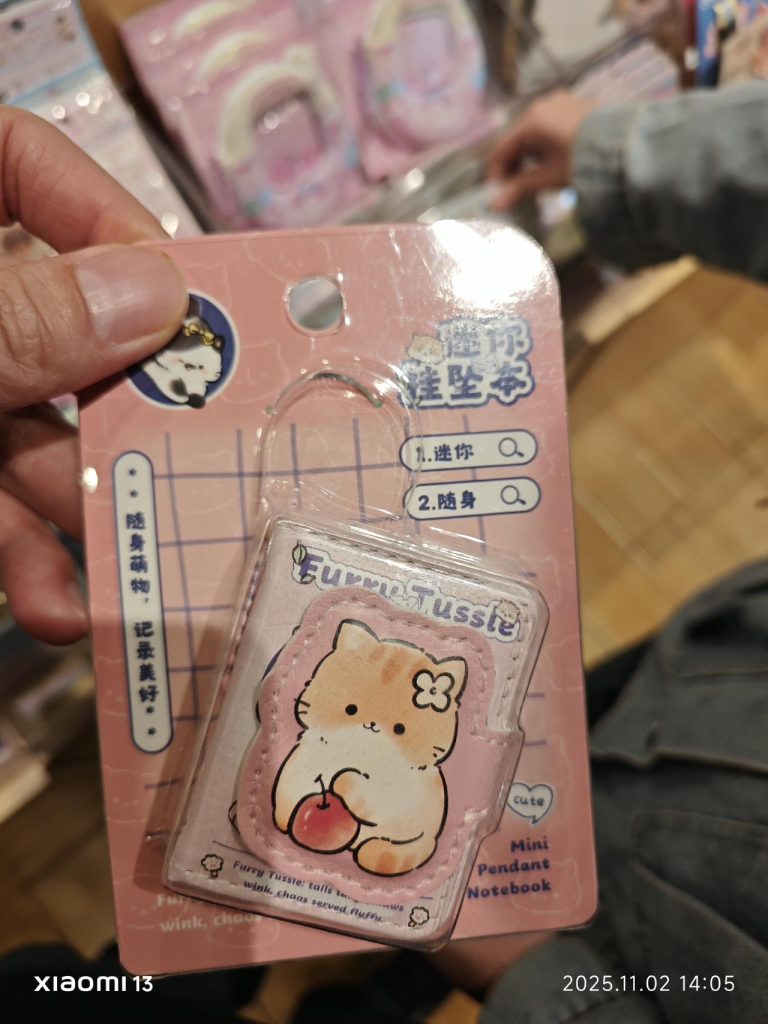 迷你
挂坠本
1.迷你
2.随身
随身萌物，记录美好
Furry Tussle
cute
Mini
Pendant
Notebook
Furry Tussle: tails
wink, chaos served fluffy.
wink, chaos
xiaomi 13
2025.11.02 14:05